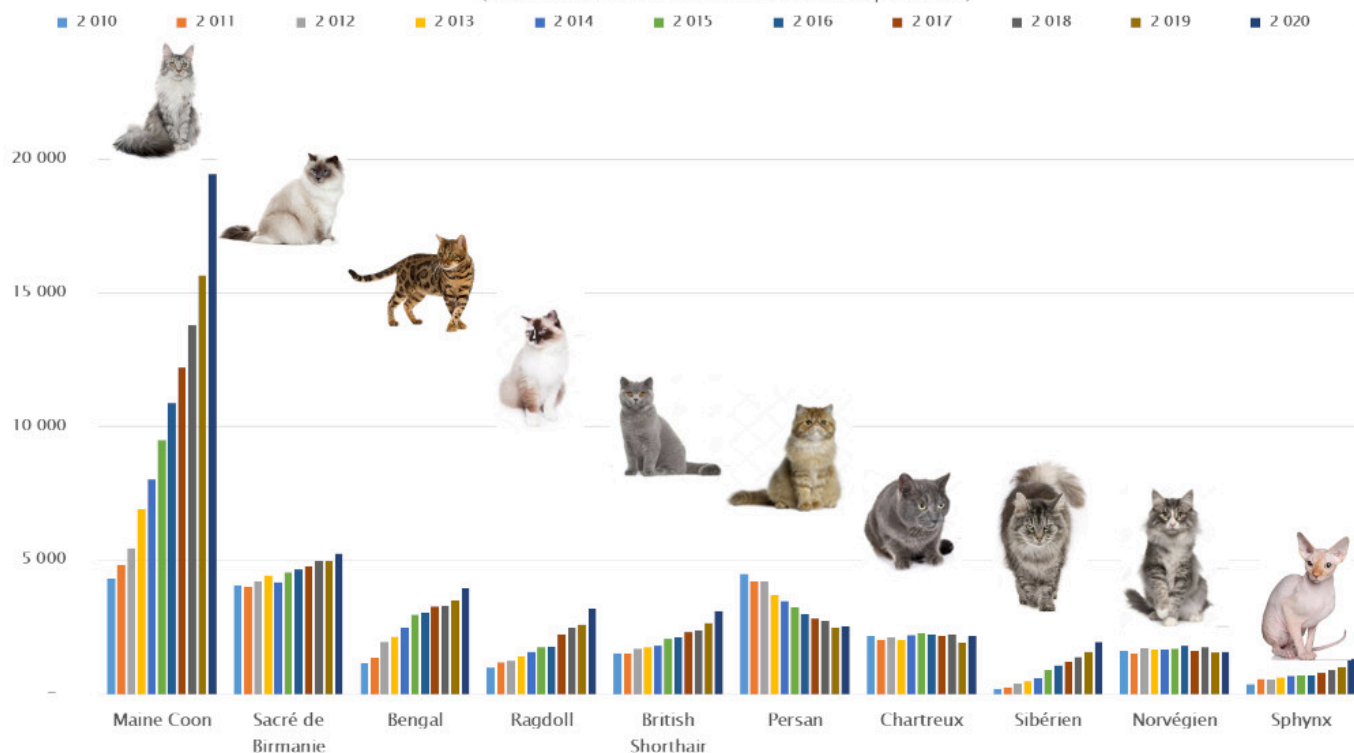 2 010 2 011 2 012 2 013 2 014 2 015 2 016 2 017 2 018 2 019 2 020
20 000
15 000
10 000
5 000
–
Maine Coon Sacré de Bengal Ragdoll British Persan Chartreux Sibérien Norvégien Sphynx
Birmanie Shorthair